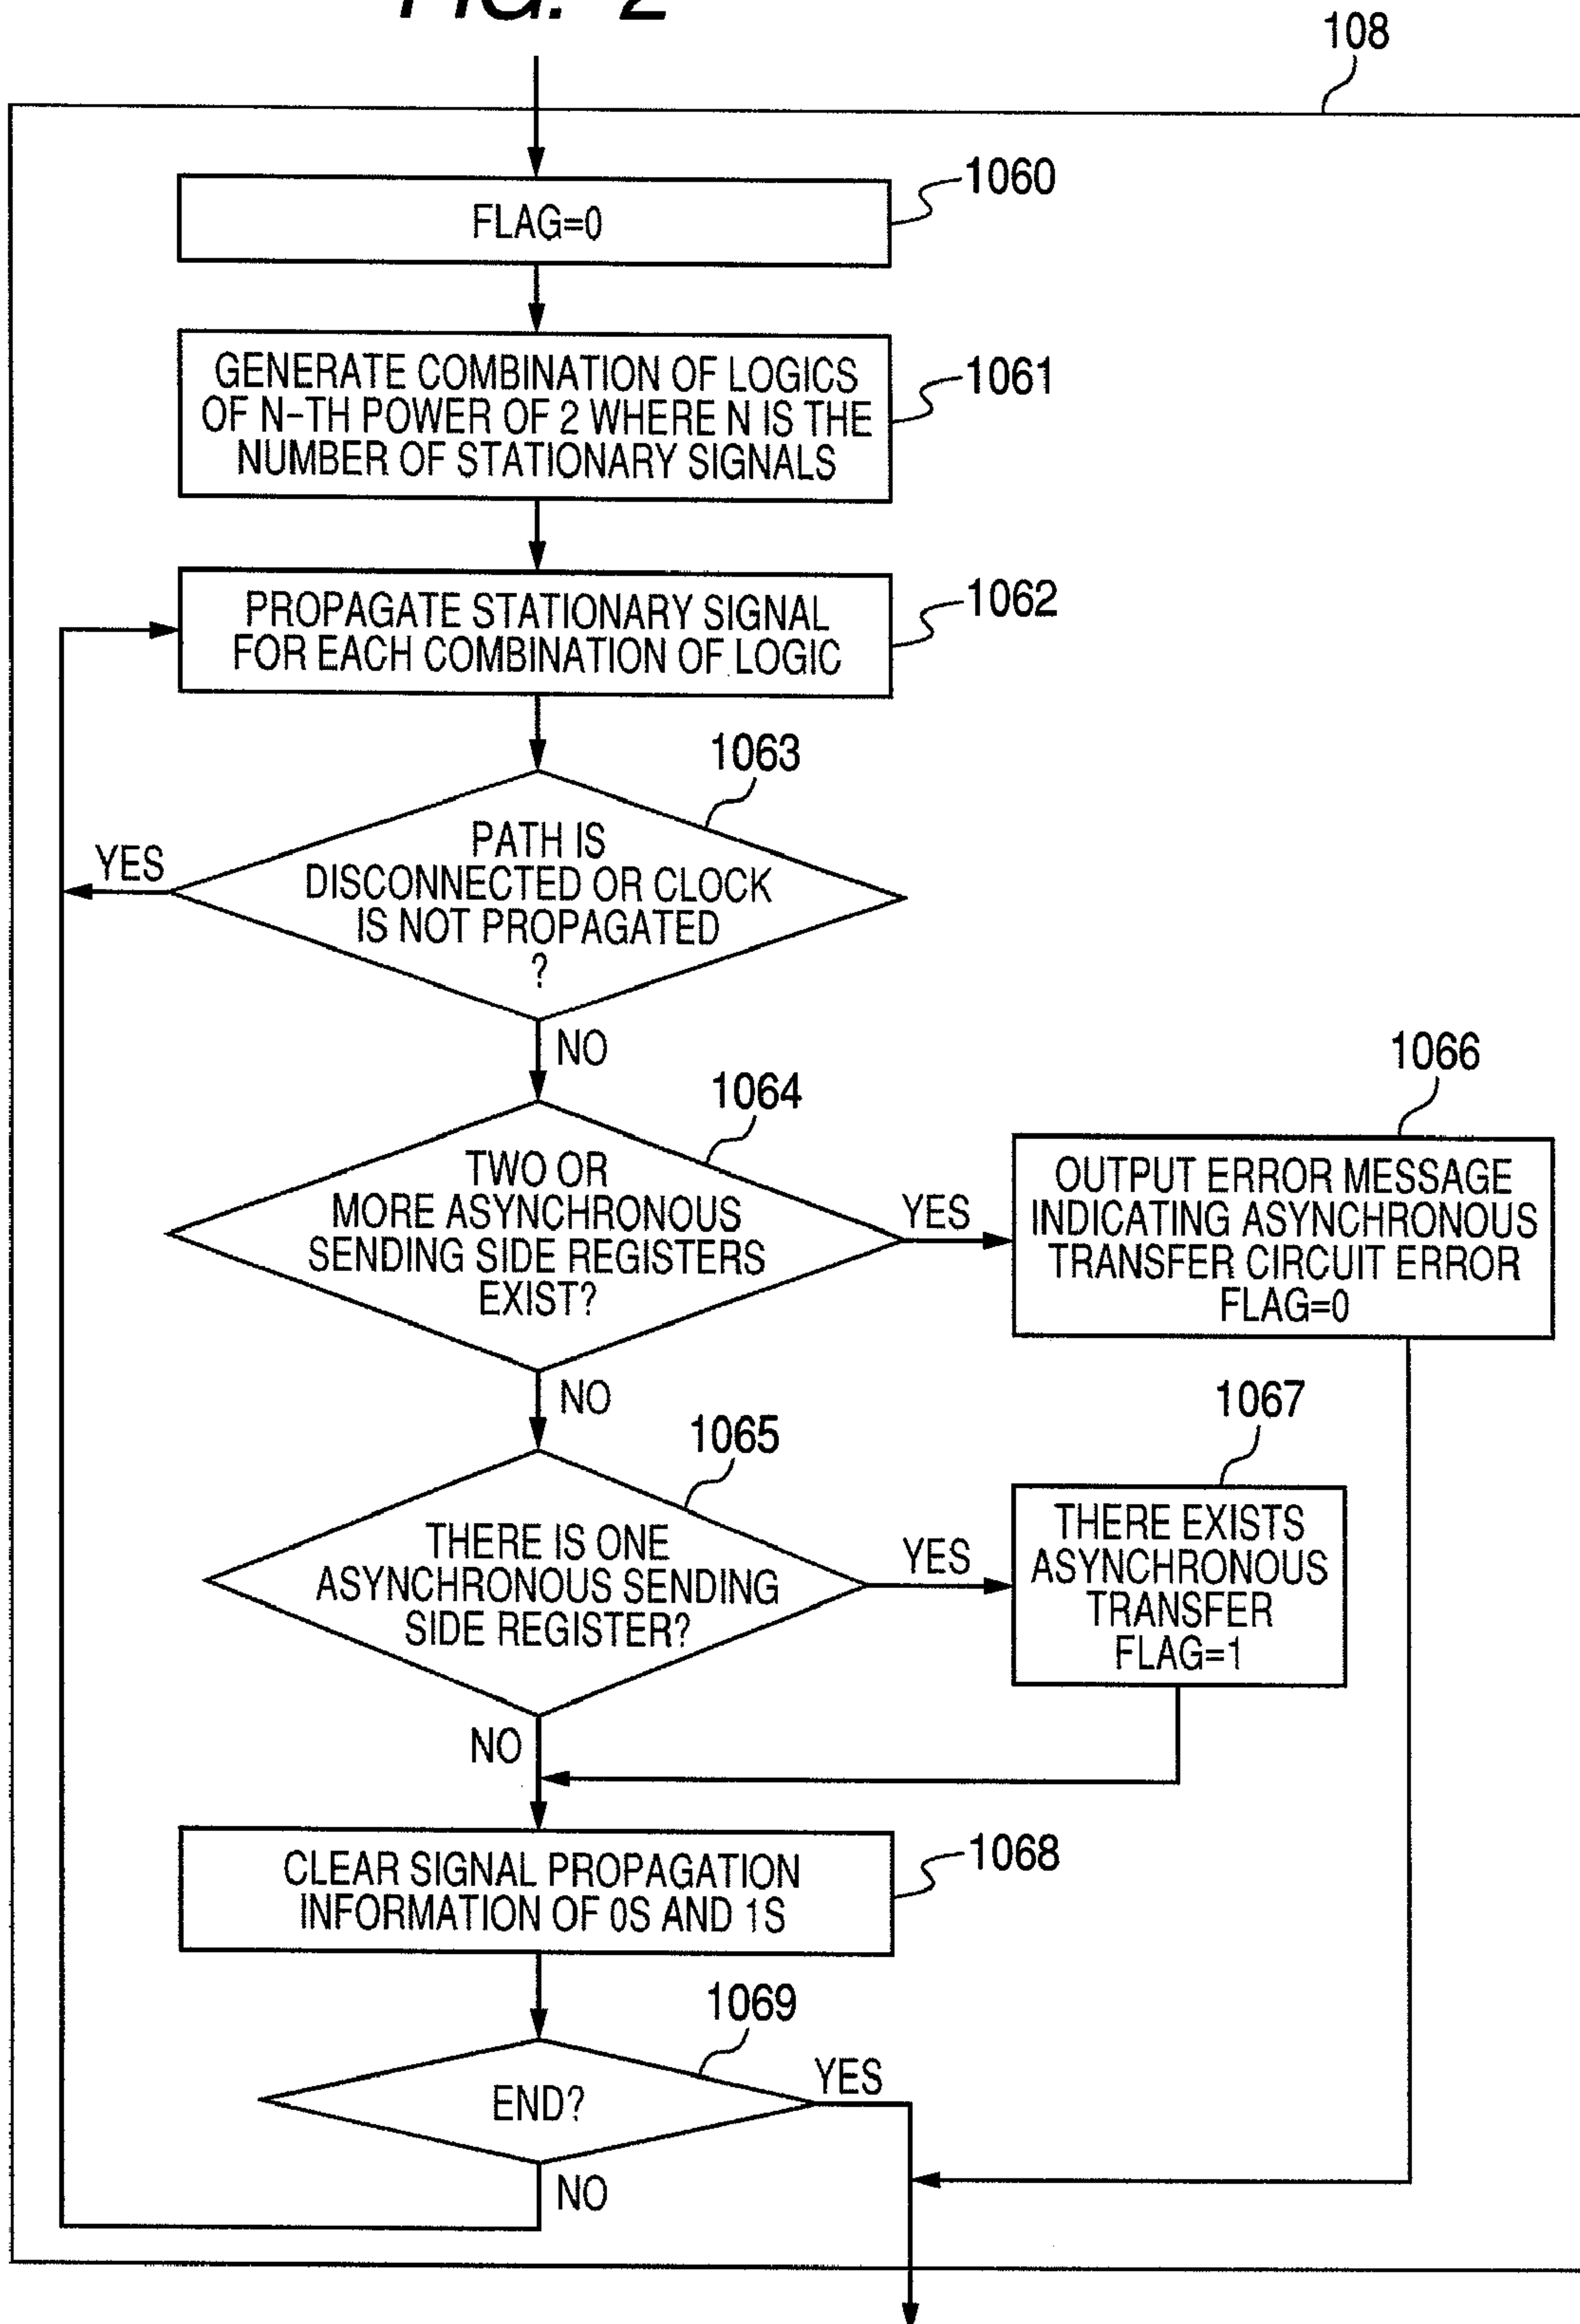 FIG. 2
108
1060
FLAG=0
GENERATE COMBINATION OF LOGICS
OF N-TH POWER OF 2 WHERE N IS THE
NUMBER OF STATIONARY SIGNALS
1061
PROPAGATE STATIONARY SIGNAL
FOR EACH COMBINATION OF LOGIC
1062
1063
PATH IS
DISCONNECTED OR CLOCK
IS NOT PROPAGATED
?
YES
NO
1064
TWO OR
MORE ASYNCHRONOUS
SENDING SIDE REGISTERS
EXIST?
YES
1066
OUTPUT ERROR MESSAGE
INDICATING ASYNCHRONOUS
TRANSFER CIRCUIT ERROR
FLAG=0
NO
1065
THERE IS ONE
ASYNCHRONOUS SENDING
SIDE REGISTER?
YES
1067
THERE EXISTS
ASYNCHRONOUS
TRANSFER
FLAG=1
NO
CLEAR SIGNAL PROPAGATION
INFORMATION OF 0S AND 1S
1068
1069
END?
YES
NO